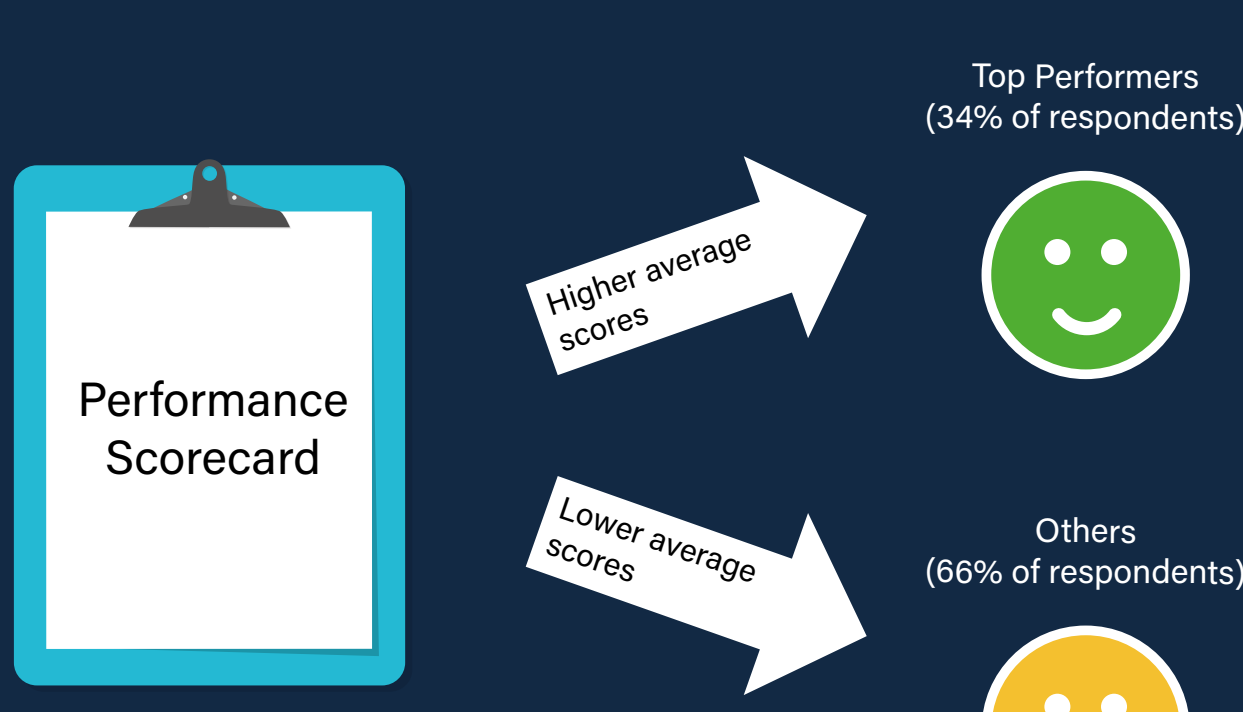 Top Performers
(34% of respondents)
Higher average
scores
Performance
Scorecard
Lower average
scores
Others
(66% of respondents)